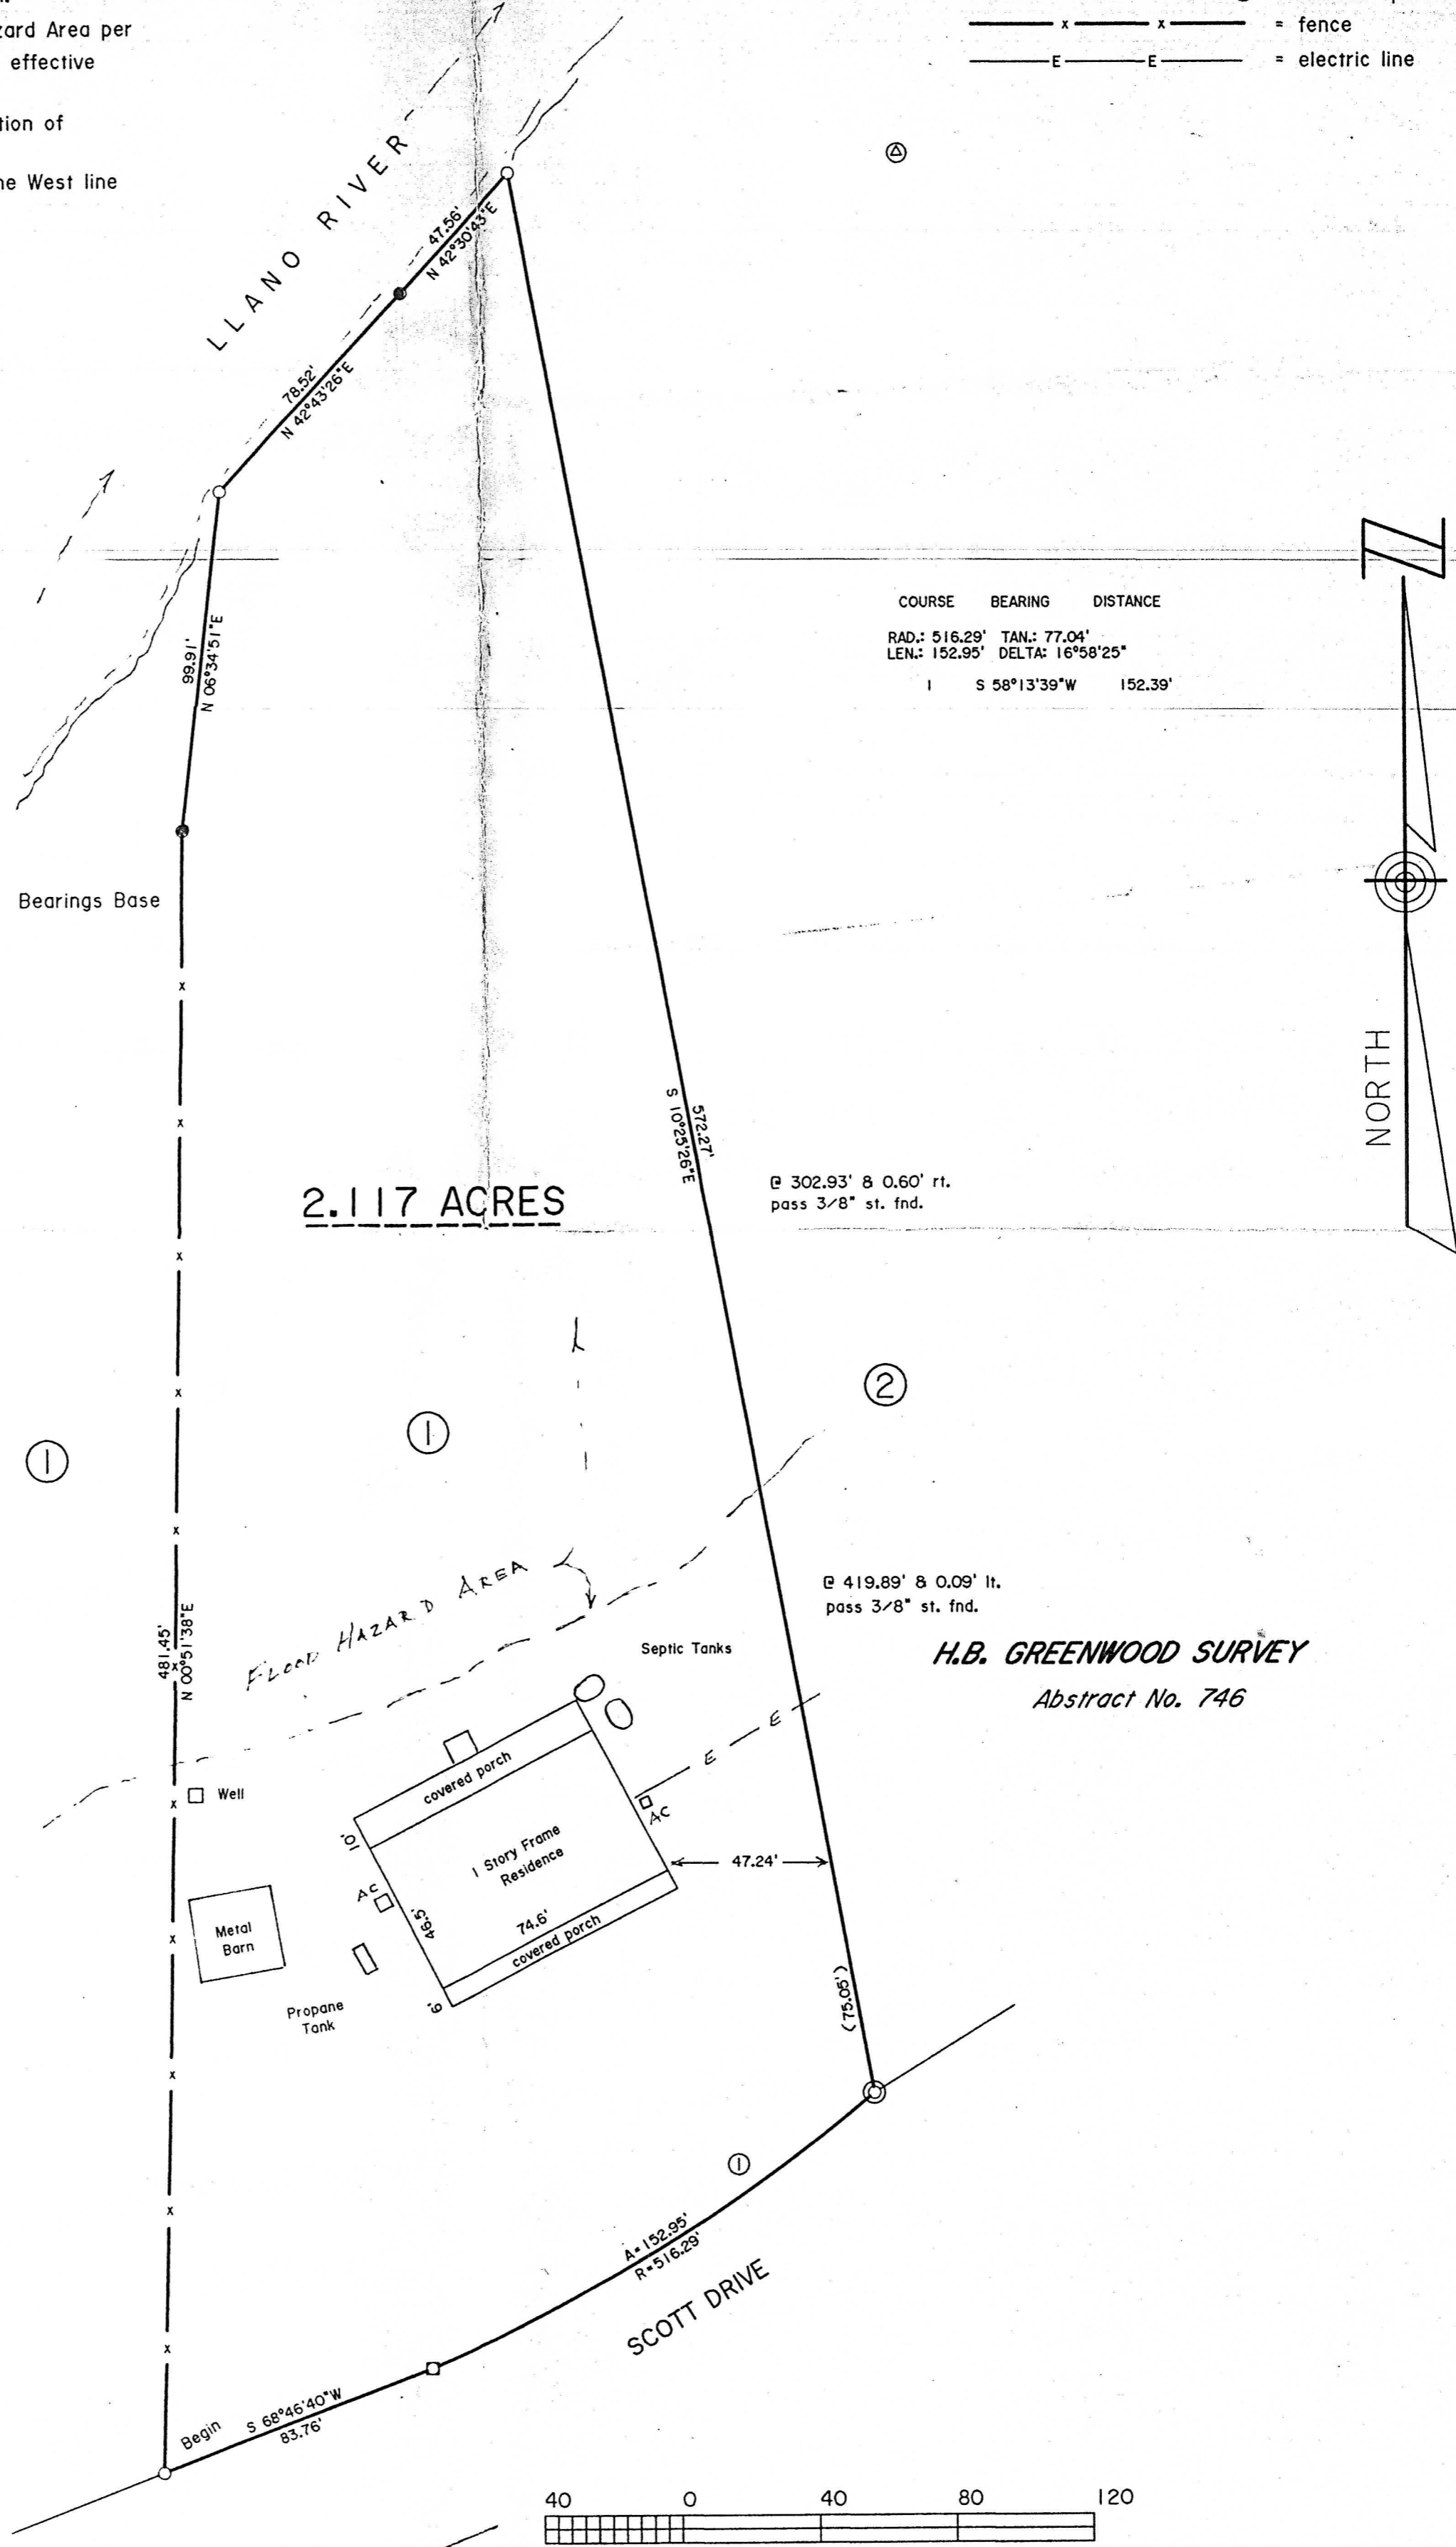 zard Area per
effective
tion of
ne West line
x x = fence
E E = electric line
LLANO RIVER
47.56'
N 42°30'43"E
78.52'
N 42°43'26"E
99.91'
N 06°34'51"E
COURSE BEARING DISTANCE
RAD.: 516.29' TAN.: 77.04'
LEN.: 152.95' DELTA: 16°58'25"
1 S 58°13'39"W 152.39'
Bearings Base
NORTH
572.27'
S 10°25'26"E
@ 302.93' & 0.60' rt.
pass 3/8" st. fnd.
2.117 ACRES
2
1
1
@ 419.89' & 0.09' lt.
pass 3/8" st. fnd.
FLOOD HAZARD AREA
481.45'
N 00°51'38"E
Septic Tanks
H.B. GREENWOOD SURVEY
Abstract No. 746
E E
covered porch
Well
AC
10'
1 Story Frame
Residence
47.24'
AC
46.5'
74.6'
covered porch
6'
Metal
Barn
Propane
Tank
(75.05')
1
A=152.95'
R=516.29'
SCOTT DRIVE
Begin
S 68°46'40"W
83.76'
40 0 40 80 120